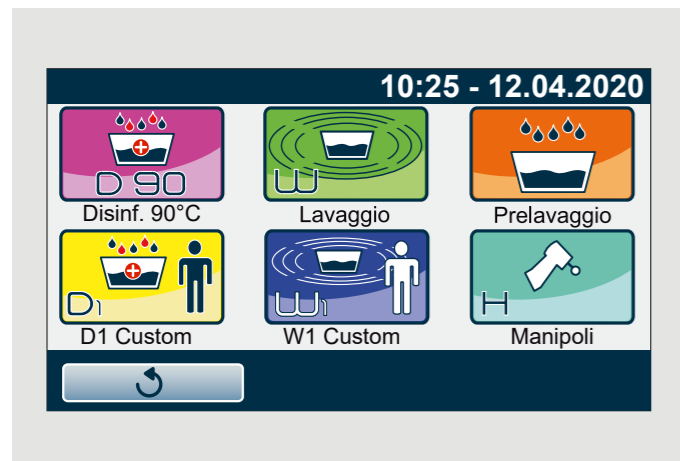 10:25 - 12.04.2020
D 90
W
Disinf. 90°C
Lavaggio
Prelavaggio
D1
W1
H
D1 Custom
W1 Custom
Manipoli